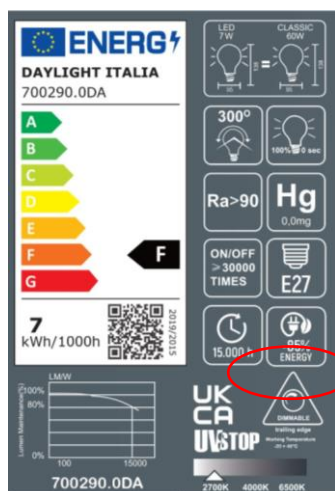 ENERG
DAYLIGHT ITALIA
700290.0DA
A
B
C
D
E
F
G
F
7
kWh/1000h
2019/2015
LED
7W
CLASSIC
60W
=
300°
100% 0 sec
Ra>90
Hg
0,0mg
ON/OFF
≥30000
TIMES
E27
15.000 h
85%
ENERGY
LM/W
Lumen Maintenance(%)
100%
80%
0%
100
15000
700290.0DA
UK
CA
UVSTOP
DIMMABLE
trailing edge
Working Temperature
2700K 4000K 6500K